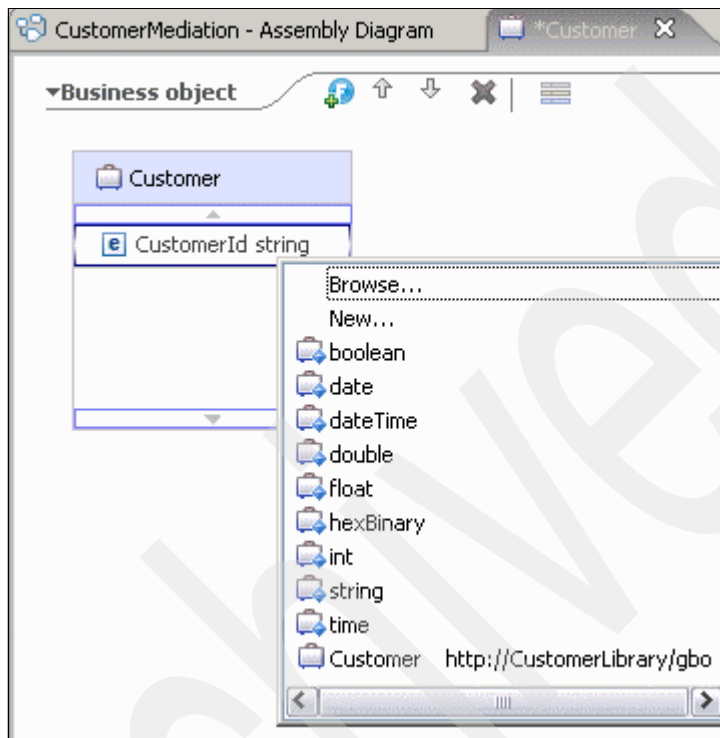 CustomerMediation - Assembly Diagram *Customer
Business object
Customer
e CustomerId string
Browse...
New...
boolean
date
dateTime
double
float
hexBinary
int
string
time
Customer http://CustomerLibrary/gbo